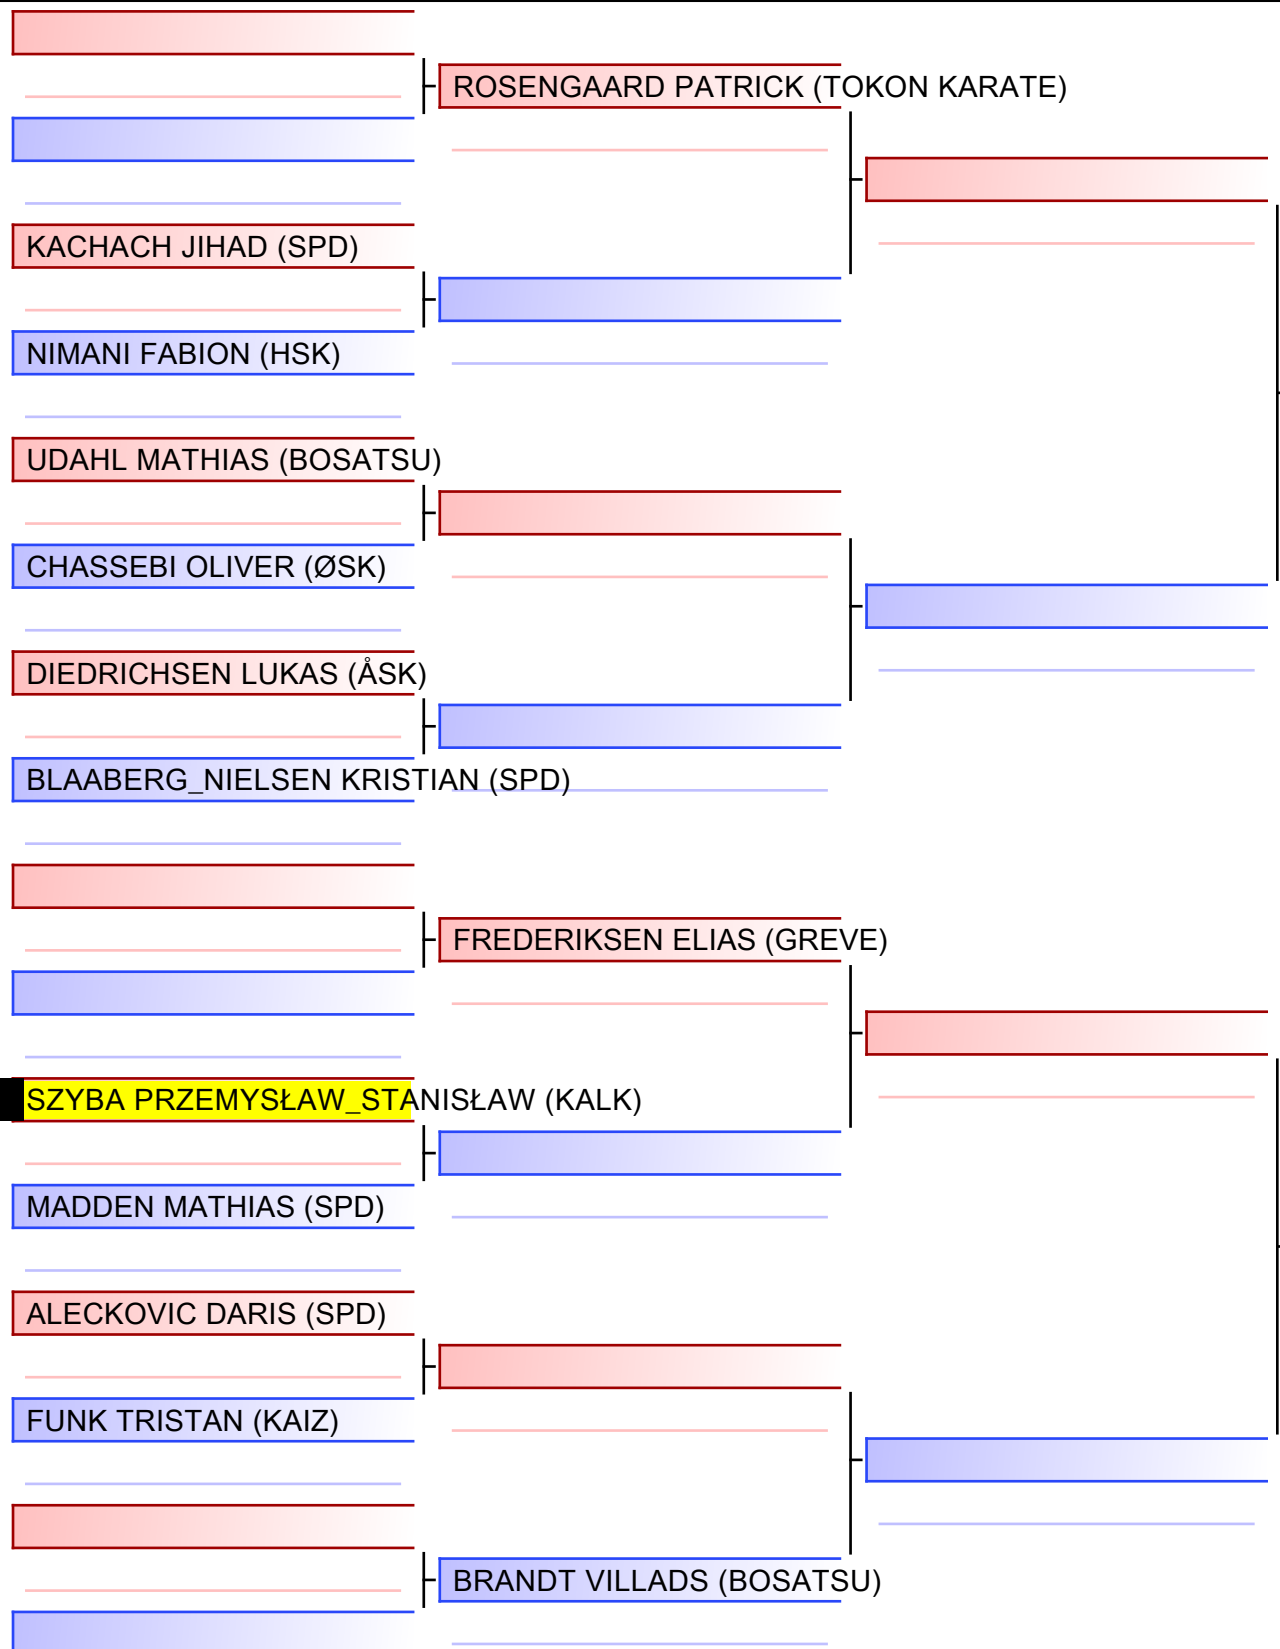 ROSENGAARD PATRICK (TOKON KARATE)
KACHACH JIHAD (SPD)
NIMANI FABION (HSK)
UDAHL MATHIAS (BOSATSU)
CHASSEBI OLIVER (ØSK)
DIEDRICHSEN LUKAS (ÅSK)
BLAABERG_NIELSEN KRISTIAN (SPD)
FREDERIKSEN ELIAS (GREVE)
SZYBA PRZEMYSŁAW_STANISŁAW (KALK)
MADDEN MATHIAS (SPD)
ALECKOVIC DARIS (SPD)
FUNK TRISTAN (KAIZ)
BRANDT VILLADS (BOSATSU)